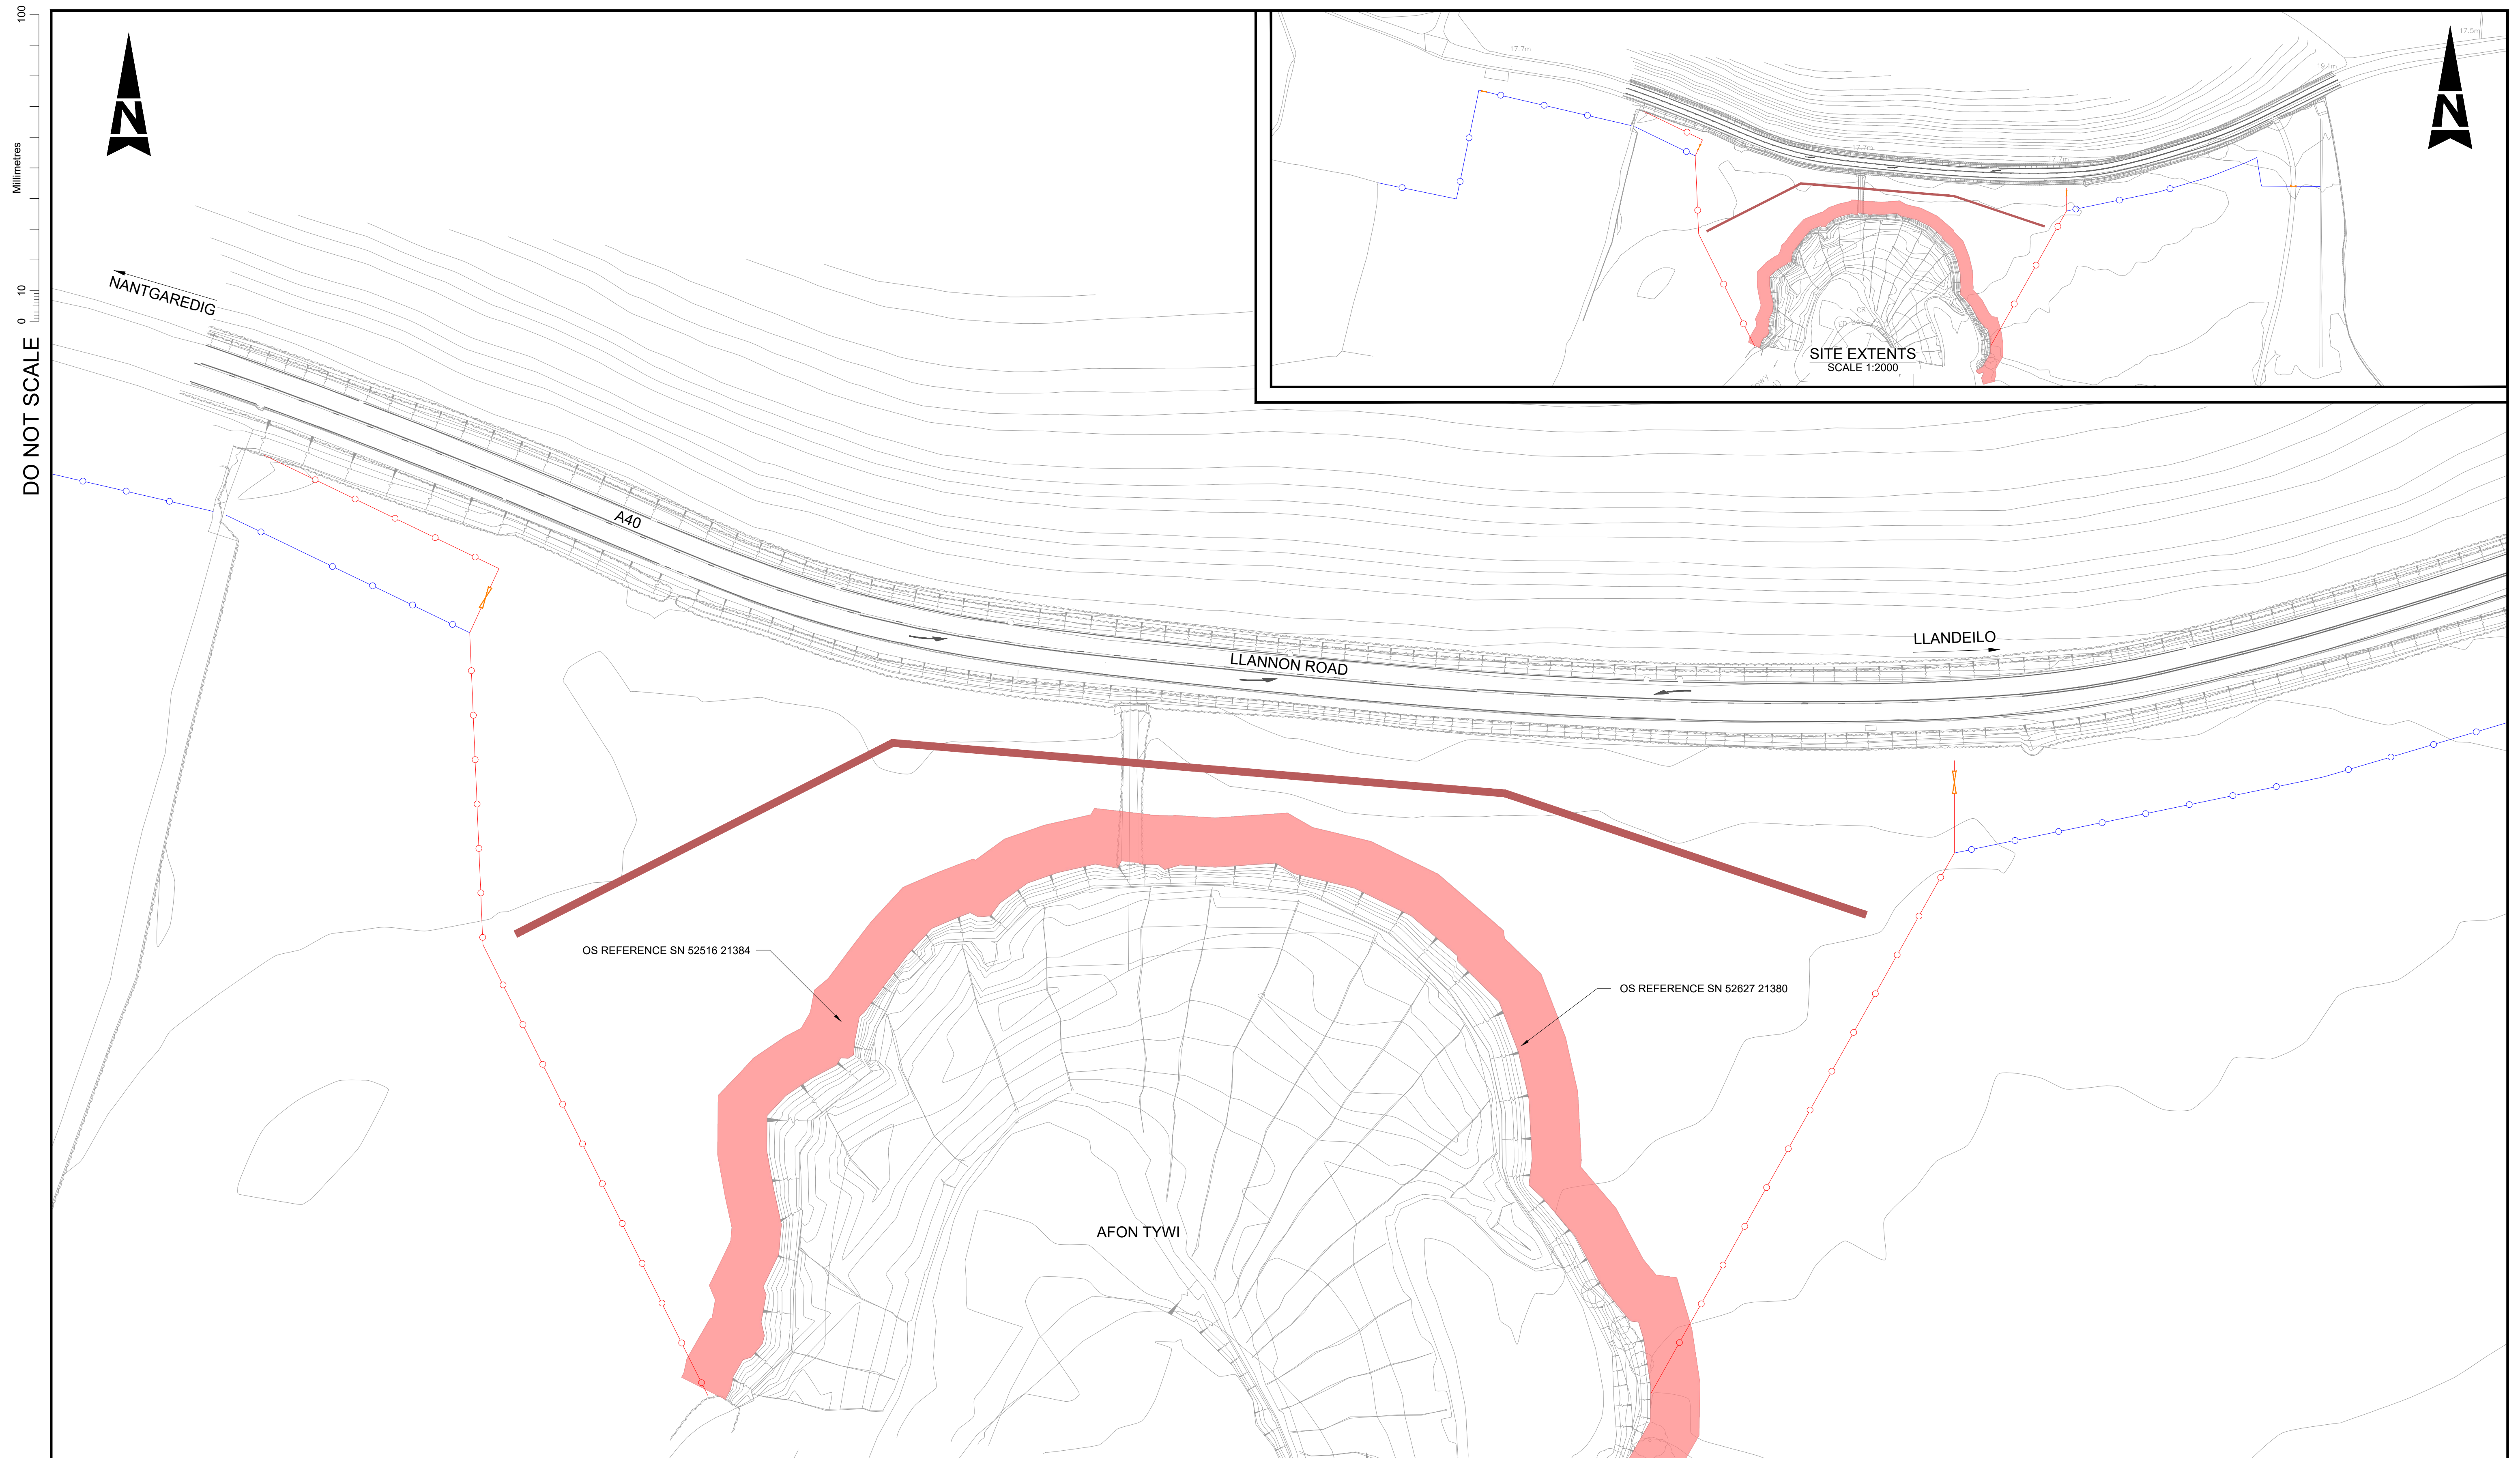 100
Millimetres
10
0
DO NOT SCALE
N
N
17.7m
17.5m
19.1m
17.7m
17.7m
CR
SITE EXTENTS
SCALE 1:2000
NANTGAREDIG
A40
LLANNON ROAD
LLANDEILO
OS REFERENCE SN 52516 21384
OS REFERENCE SN 52627 21380
AFON TYWI